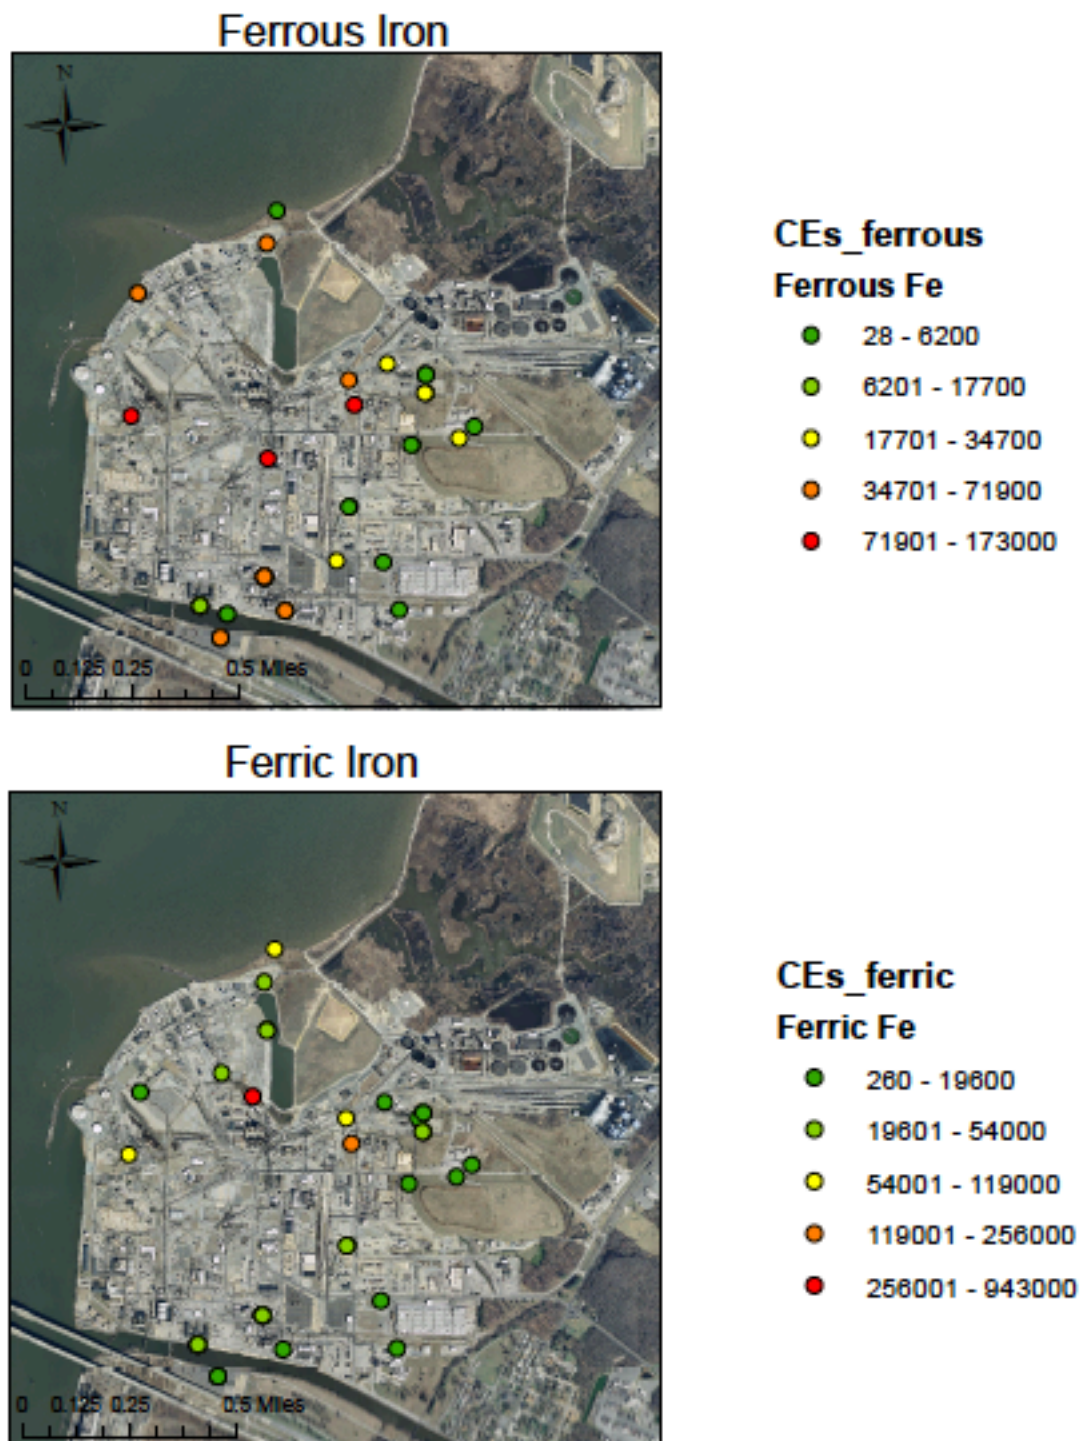 Ferrous Iron
N
CEs_ferrous
Ferrous Fe
28 - 6200
6201 - 17700
17701 - 34700
34701 - 71900
71901 - 173000
0 0.125 0.25 0.5 Miles
Ferric Iron
N
CEs_ferric
Ferric Fe
260 - 19600
19601 - 54000
54001 - 119000
119001 - 256000
256001 - 943000
0 0.125 0.25 0.5 Miles